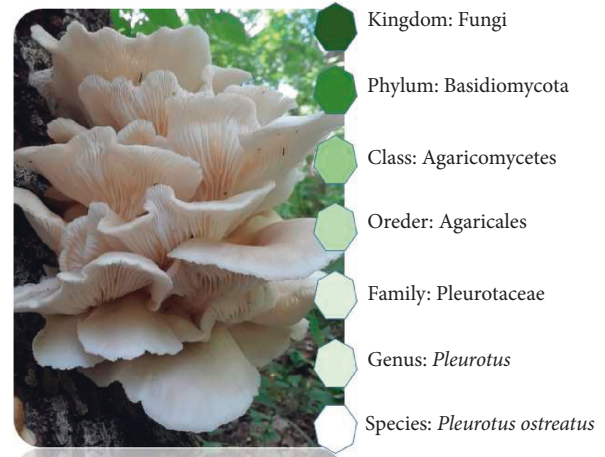 Kingdom: Fungi
Phylum: Basidiomycota
Class: Agaricomycetes
Oreder: Agaricales
Family: Pleurotaceae
Genus: Pleurotus
Species: Pleurotus ostreatus